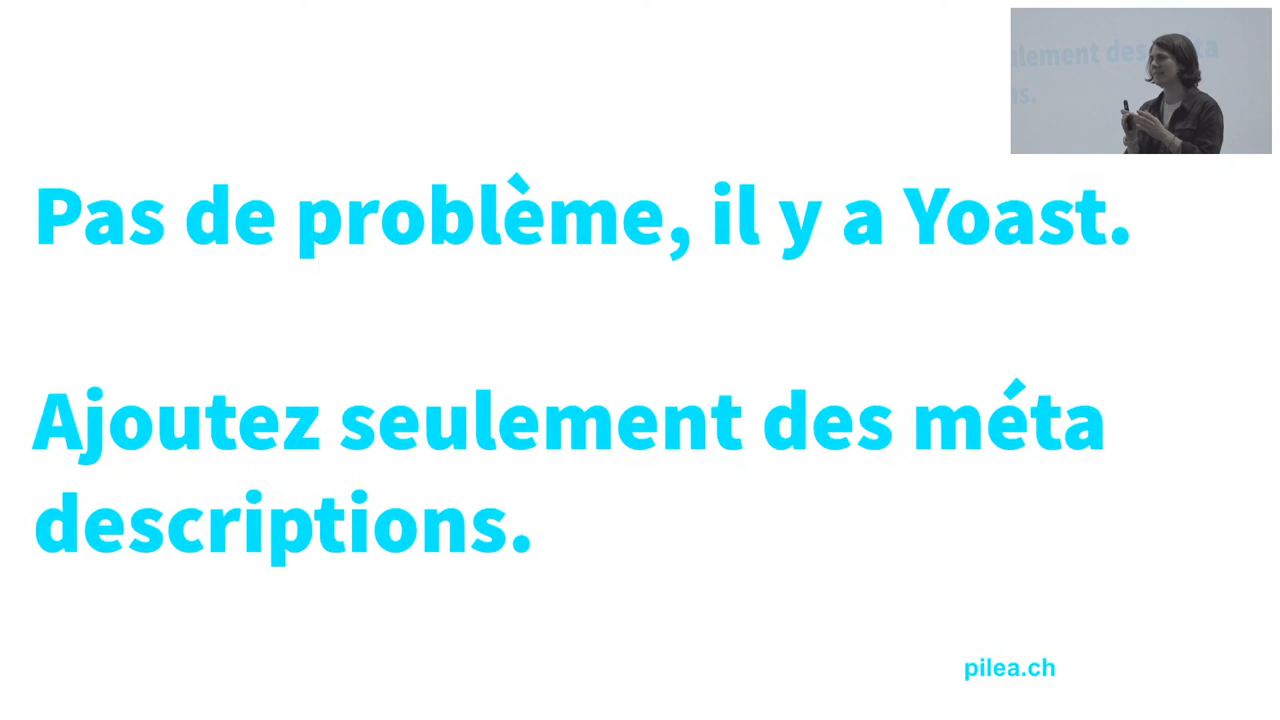 Pas de problème, il y a Yoast.
Ajoutez seulement des méta
descriptions.
pilea.ch